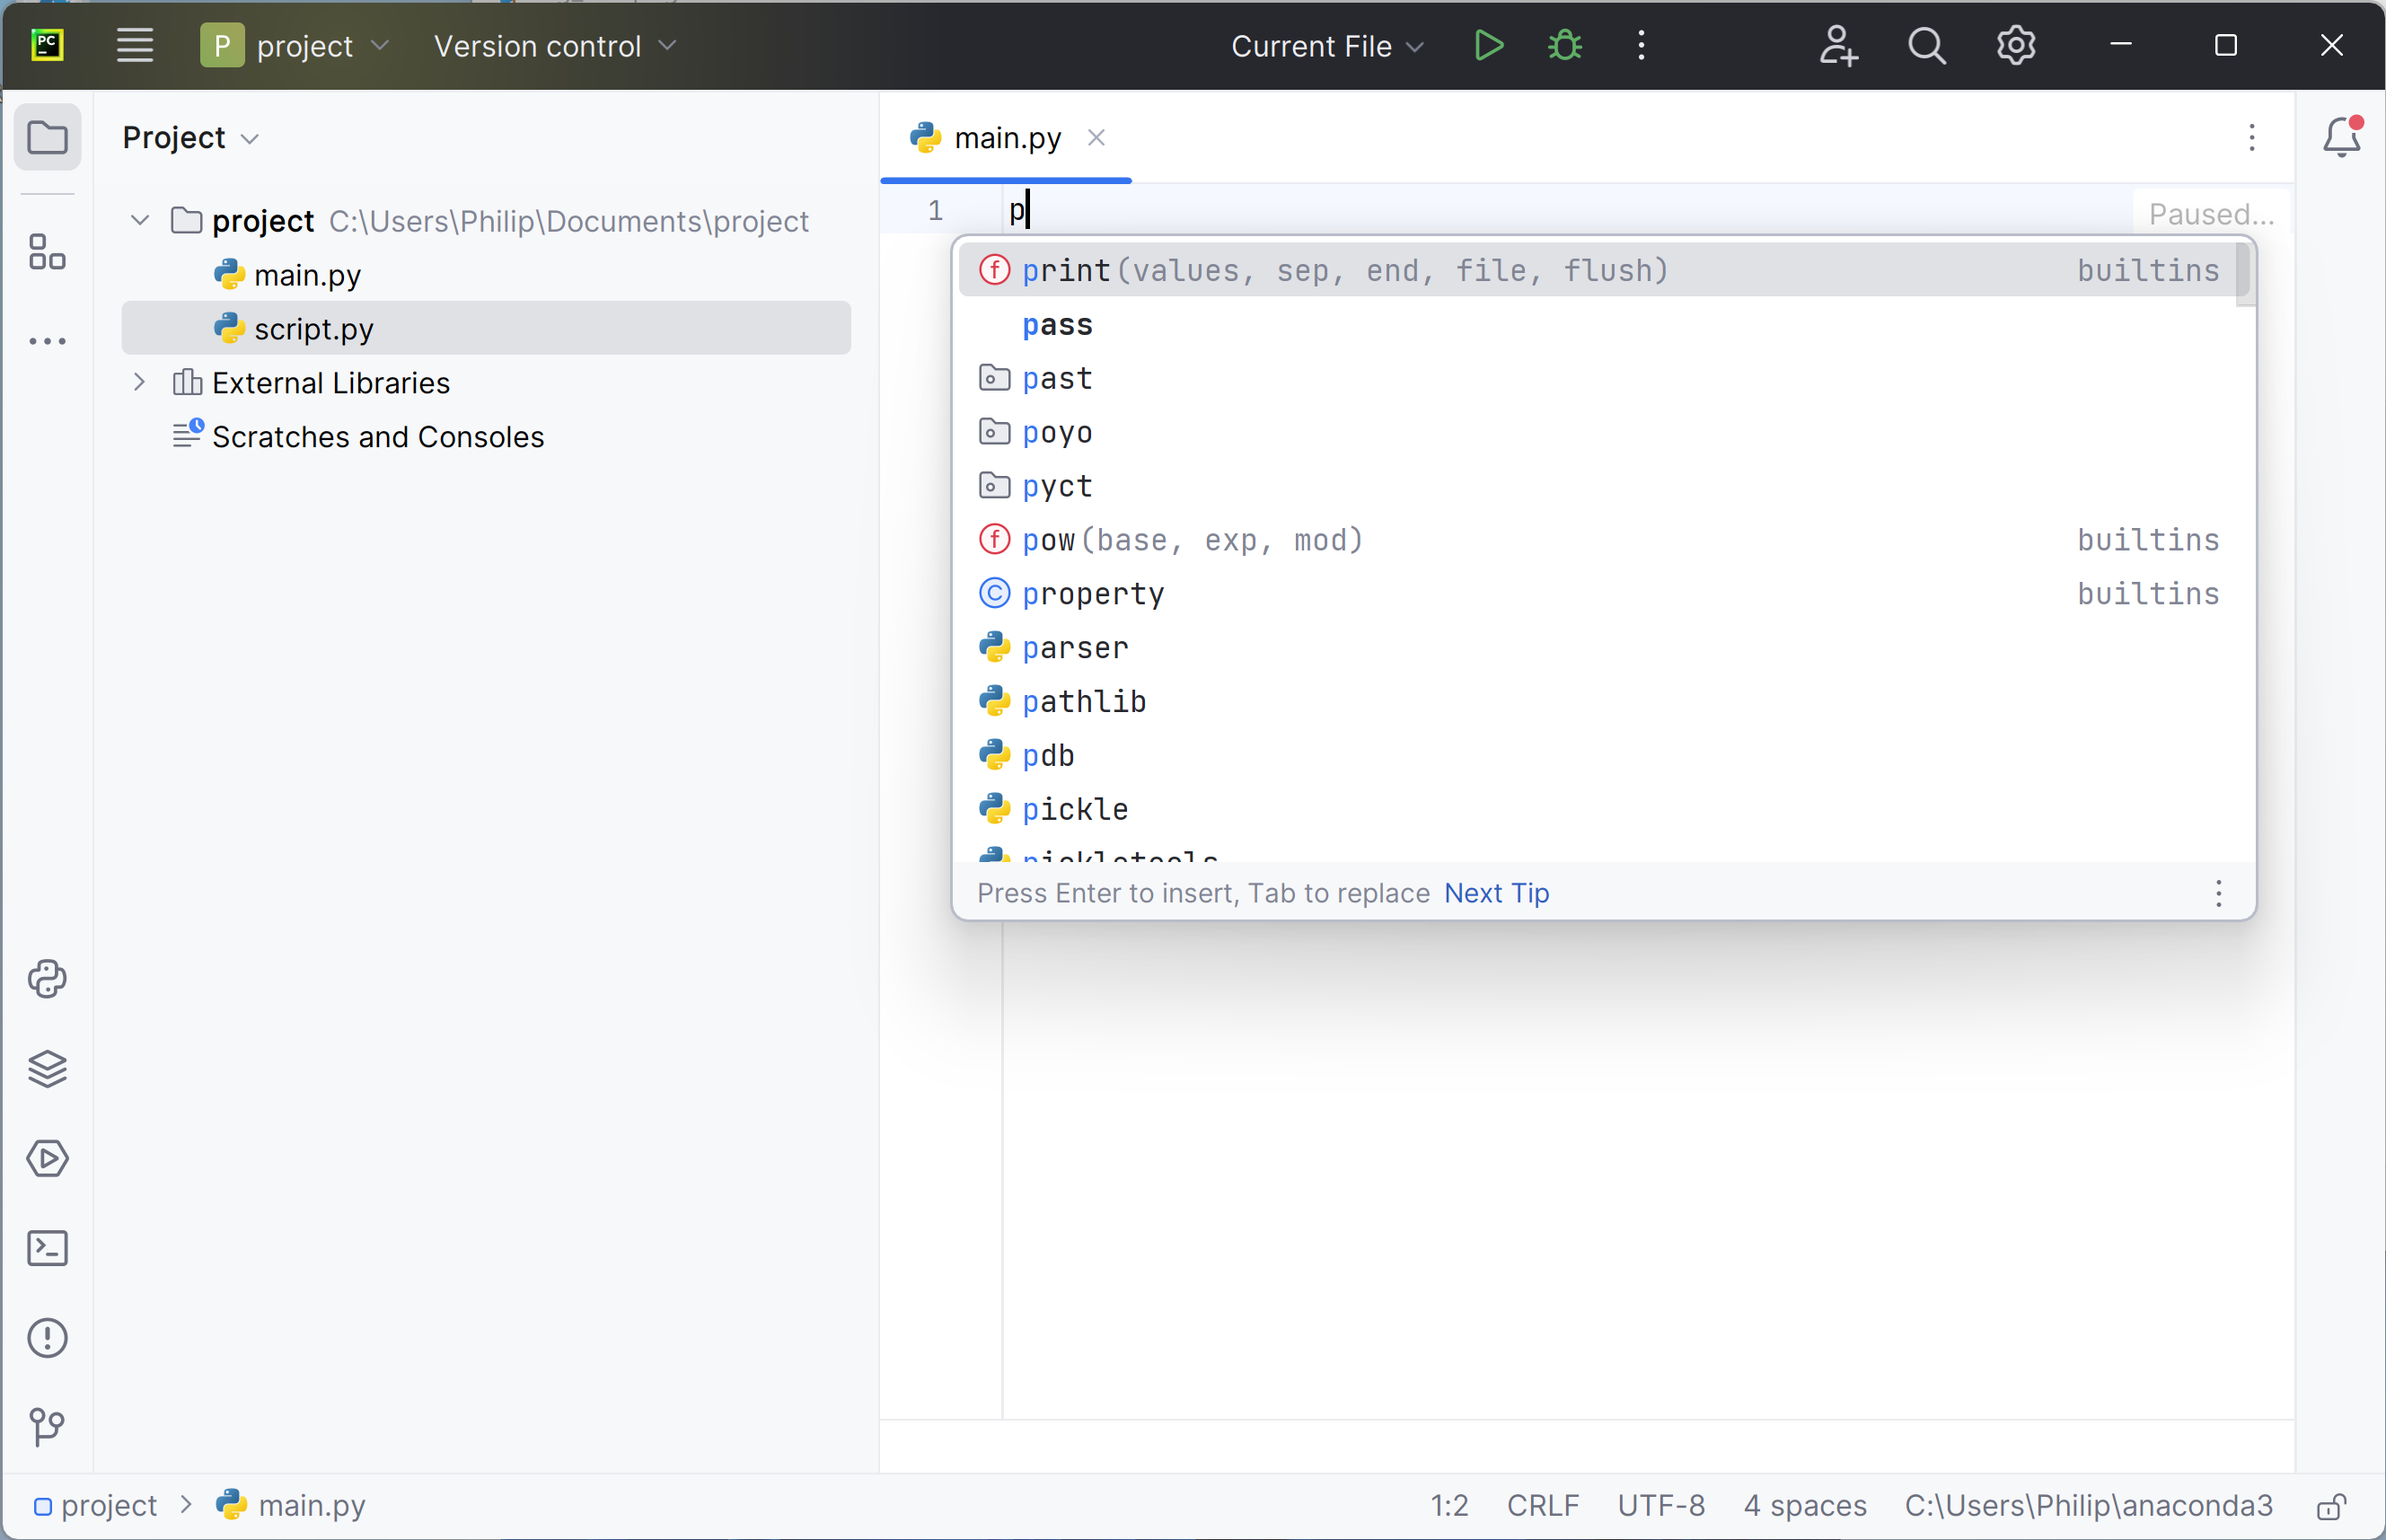 PC P project Version control Current File
Project main.py
project C:\Users\Philip\Documents\project
main.py
script.py
External Libraries
Scratches and Consoles
1 p Paused...
print(values, sep, end, file, flush) builtins
pass
past
poyo
pyct
pow(base, exp, mod) builtins
property builtins
parser
pathlib
pdb
pickle
pickletools
Press Enter to insert, Tab to replace Next Tip
project > main.py 1:2 CRLF UTF-8 4 spaces C:\Users\Philip\anaconda3